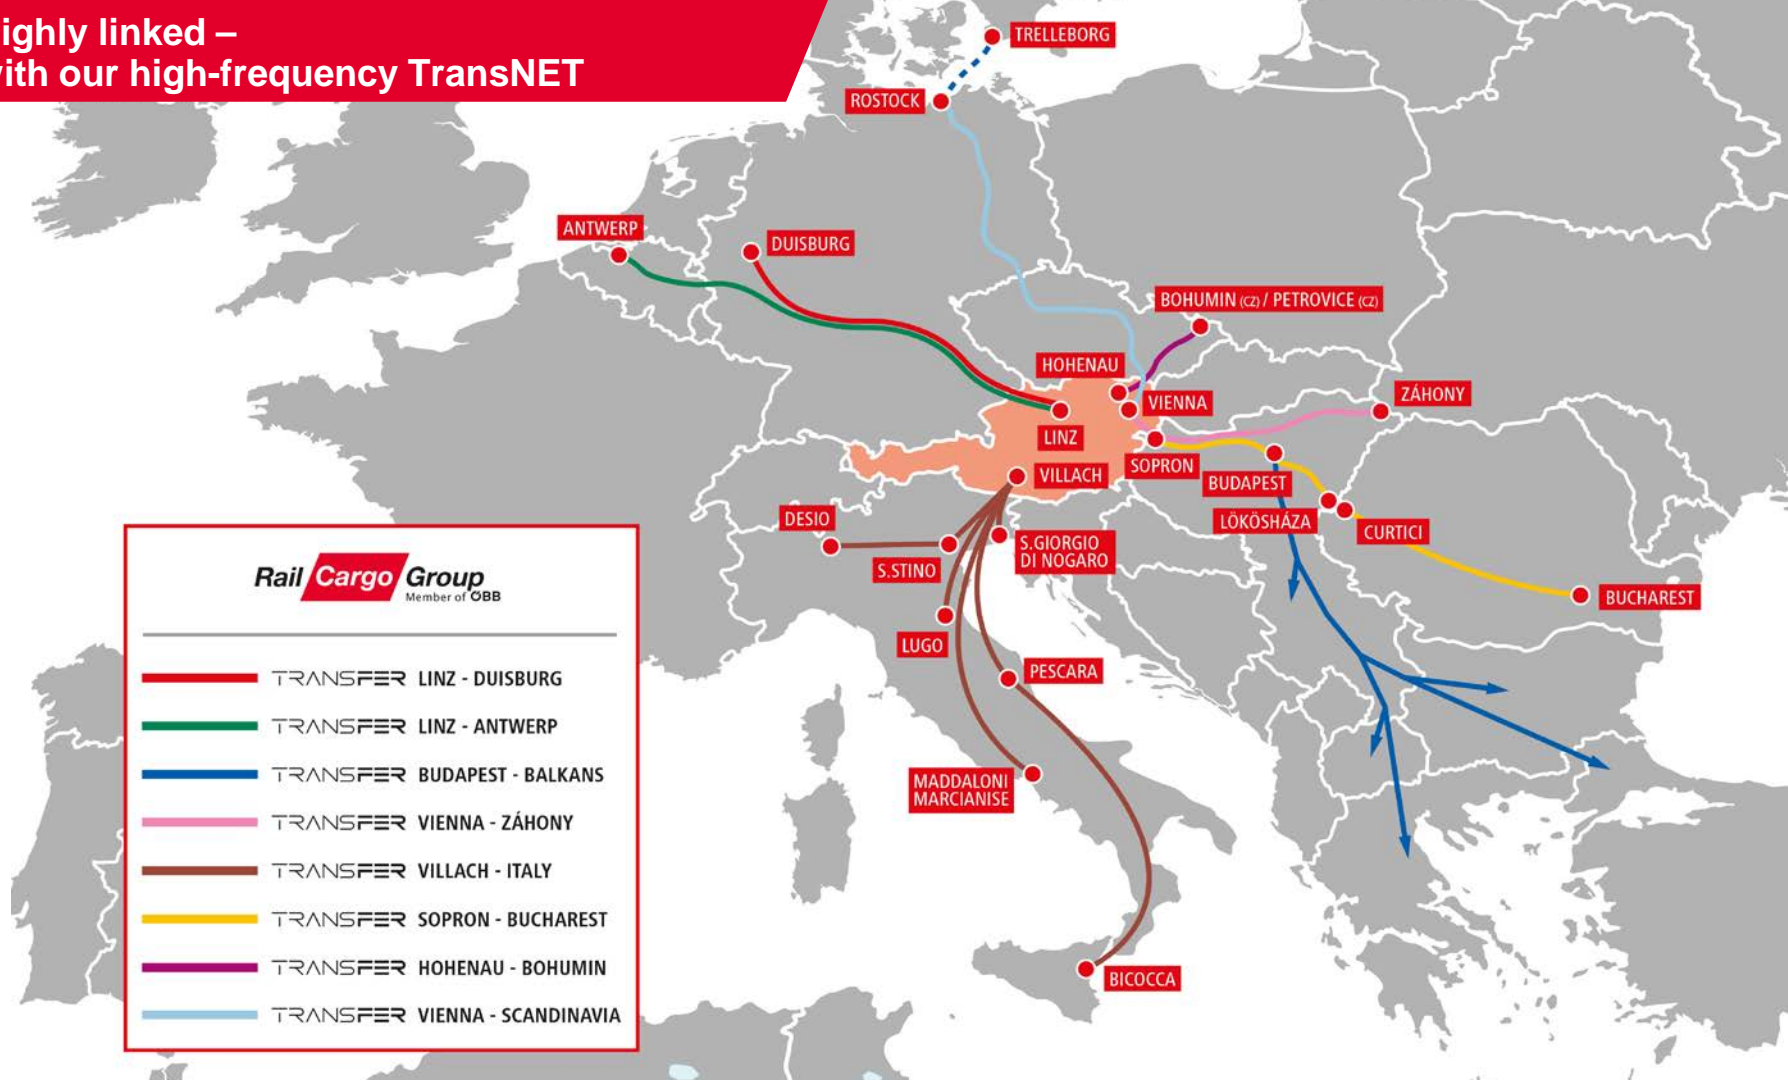 ighly linked –
with our high-frequency TransNET
TRELLEBORG
ROSTOCK
ANTWERP
DUISBURG
BOHUMIN (CZ) / PETROVICE (CZ)
HOHENAU
VIENNA
ZÁHONY
LINZ
SOPRON
VILLACH
BUDAPEST
DESIO
LÖKÖSHÁZA
CURTICI
S.GIORGIO
DI NOGARO
S.STINO
BUCHAREST
LUGO
PESCARA
MADDALONI
MARCIANISE
BICOCCA
Rail Cargo Group
Member of ÖBB
TRANSFER LINZ - DUISBURG
TRANSFER LINZ - ANTWERP
TRANSFER BUDAPEST - BALKANS
TRANSFER VIENNA - ZÁHONY
TRANSFER VILLACH - ITALY
TRANSFER SOPRON - BUCHAREST
TRANSFER HOHENAU - BOHUMIN
TRANSFER VIENNA - SCANDINAVIA